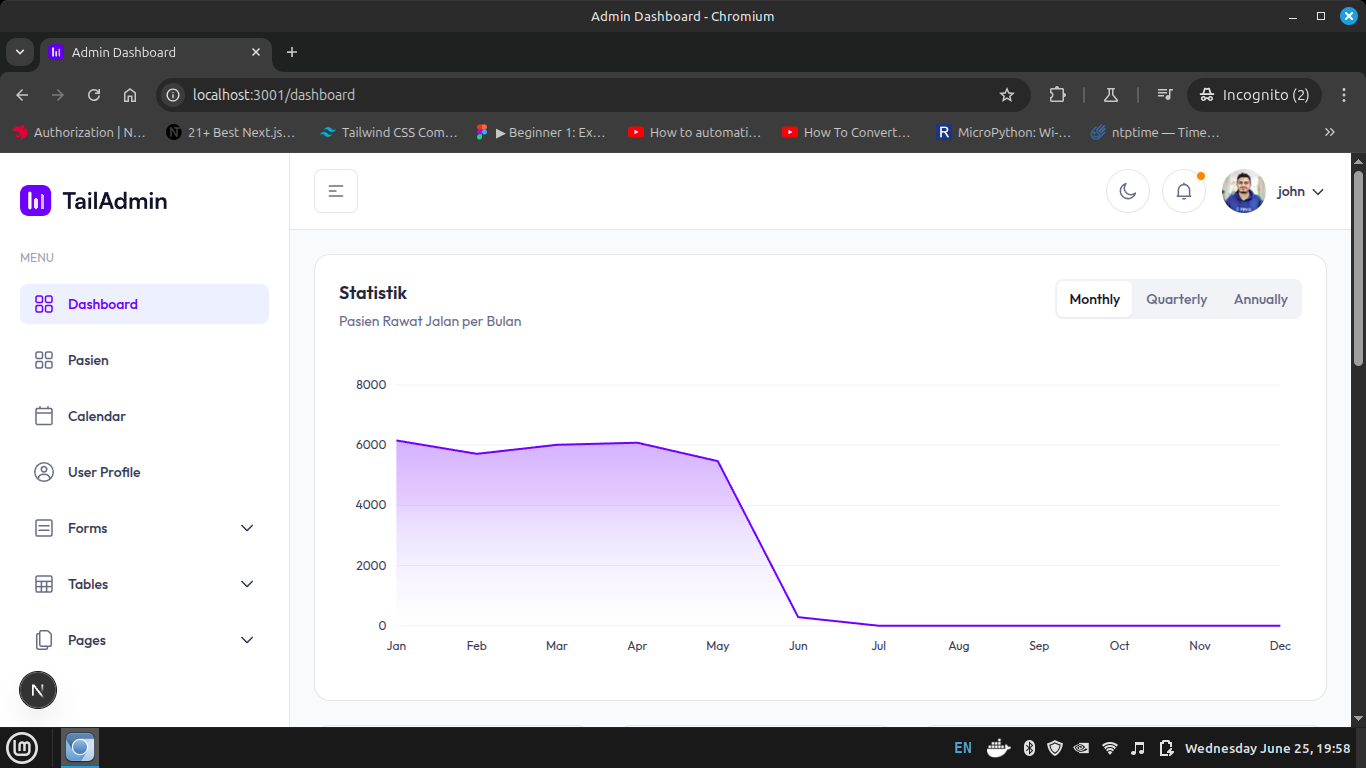 Admin Dashboard - Chromium
Admin Dashboard
localhost:3001/dashboard
Incognito (2)
Authorization | N...
21+ Best Next.js...
Tailwind CSS Com...
▶ Beginner 1: Ex...
How to automati...
How To Convert...
R MicroPython: Wi-...
ntptime — Time...
TailAdmin
john
MENU
Dashboard
Pasien
Calendar
User Profile
Forms
Tables
Pages
N
Statistik
Pasien Rawat Jalan per Bulan
Monthly Quarterly Annually
8000
6000
4000
2000
0
Jan Feb Mar Apr May Jun Jul Aug Sep Oct Nov Dec
EN
Wednesday June 25, 19:58